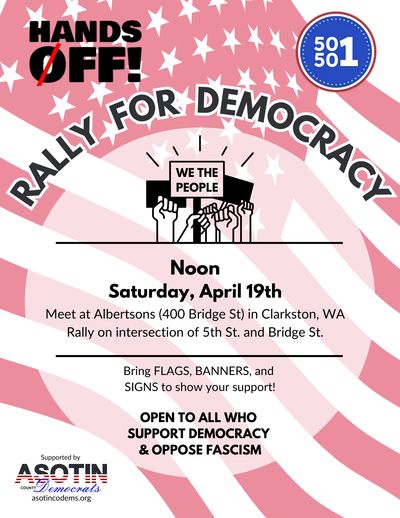 HANDS
OFF!
50
50
1
RALLY FOR DEMOCRACY
WE THE
PEOPLE
Noon
Saturday, April 19th
Meet at Albertsons (400 Bridge St) in Clarkston, WA
Rally on intersection of 5th St. and Bridge St.
Bring FLAGS, BANNERS, and
SIGNS to show your support!
OPEN TO ALL WHO
SUPPORT DEMOCRACY
& OPPOSE FASCISM
Supported by
ASOTIN
COUNTY Democrats
asotincodems.org